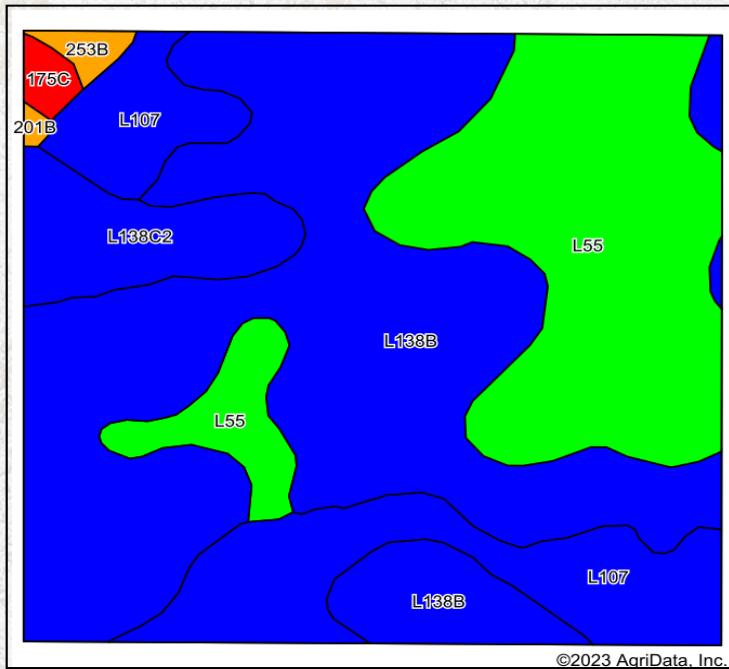 253B
175C
201B
L107
L138C2
L55
L138B
L55
L107
L138B
©2023 AgriData, Inc.